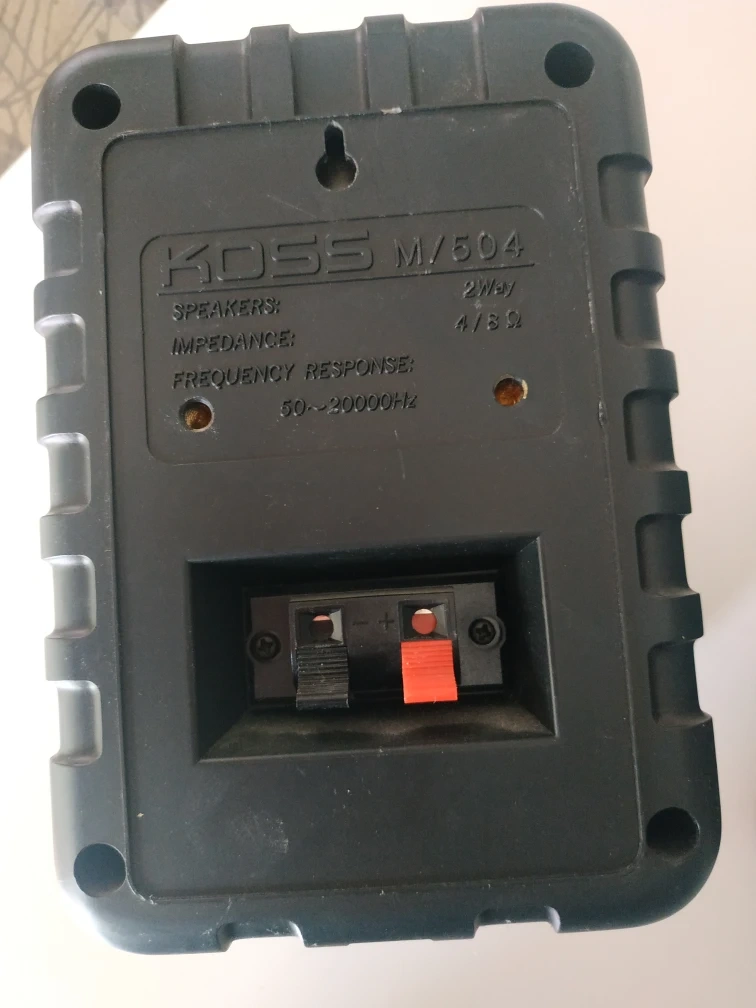 KOSS M/504
SPEAKERS: 2Way
IMPEDANCE: 4/8 Ω
FREQUENCY RESPONSE:
50~20000Hz
- +